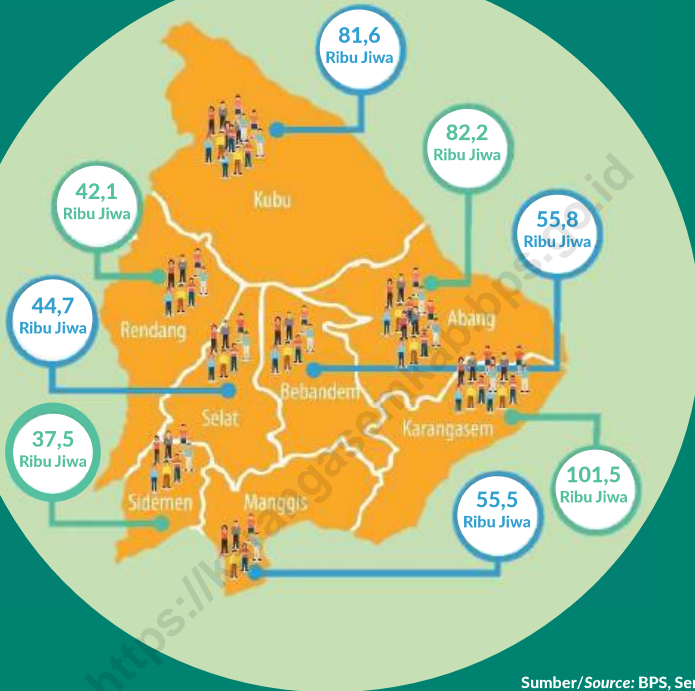 81,6
Ribu Jiwa
82,2
Ribu Jiwa
42,1
Ribu Jiwa
Kubu
55,8
Ribu Jiwa
44,7
Ribu Jiwa
Rendang
Abang
Bebandem
Selat
Karangasem
37,5
Ribu Jiwa
101,5
Ribu Jiwa
Sidemen
Manggis
55,5
Ribu Jiwa
https://karangasemkab.bps.go.id
Sumber/Source: BPS, Se